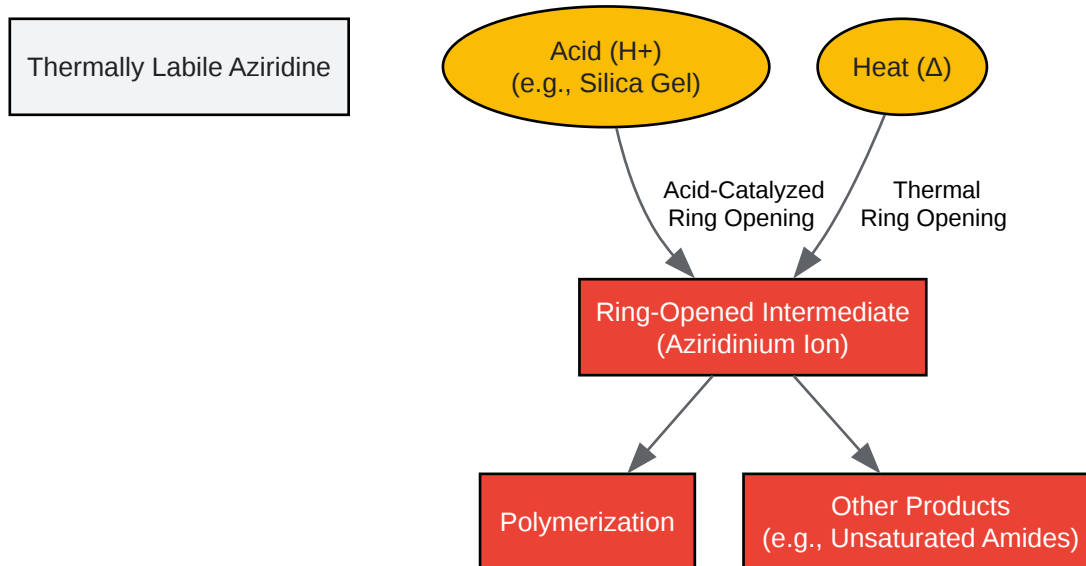 Thermally Labile Aziridine
Acid (H+)
(e.g., Silica Gel)
Heat (Δ)
Acid-Catalyzed
Ring Opening
Thermal
Ring Opening
Ring-Opened Intermediate
(Aziridinium Ion)
Polymerization
Other Products
(e.g., Unsaturated Amides)